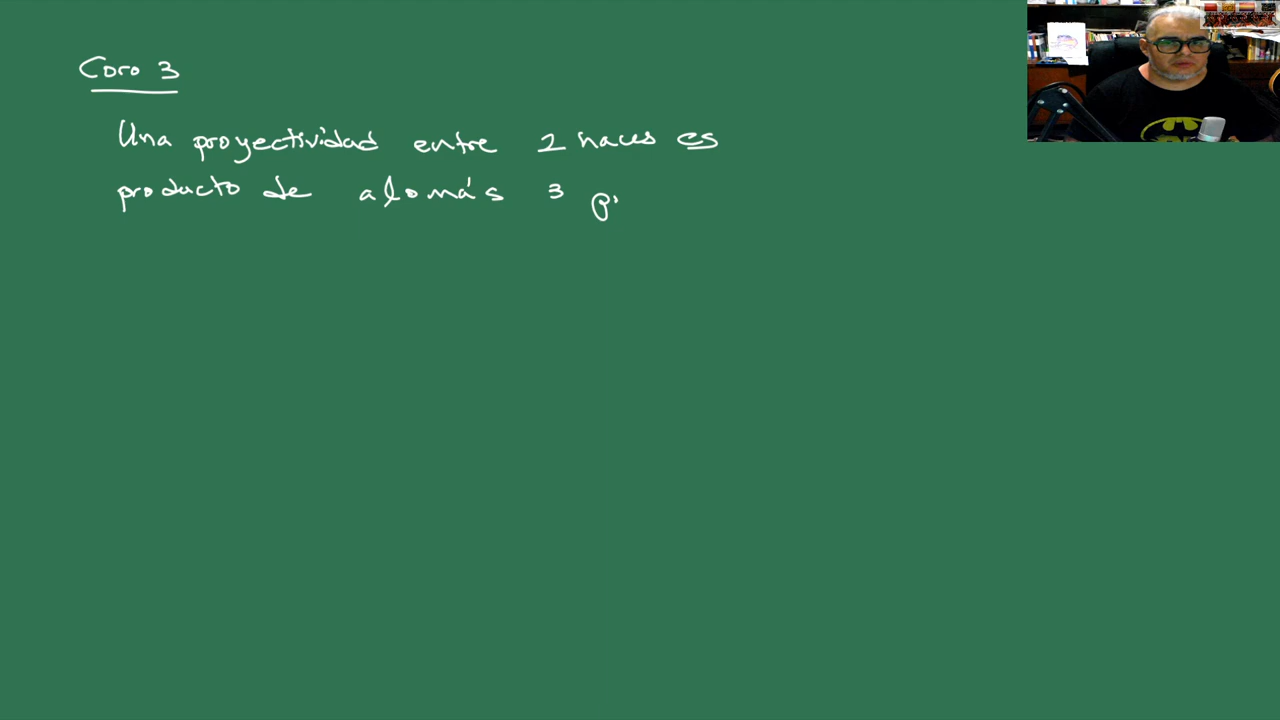 Coro 3
Una proyectividad entre 2 haces es
producto de a lo más 3